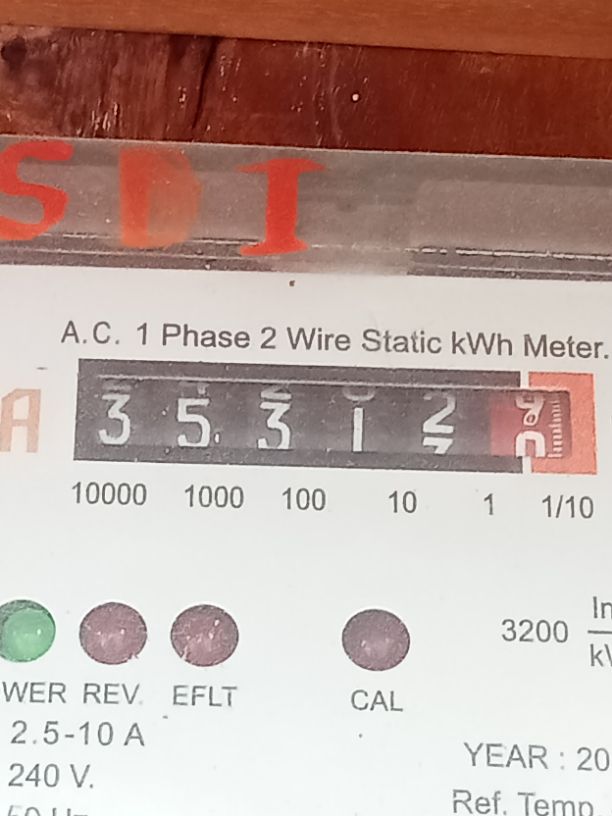 SDI
A.C. 1 Phase 2 Wire Static kWh Meter.
A 3 5 3 1 2
10000 1000 100 10 1 1/10
3200
WER REV. EFLT CAL
2.5-10 A
240 V.
YEAR : 20
Ref. Temp.